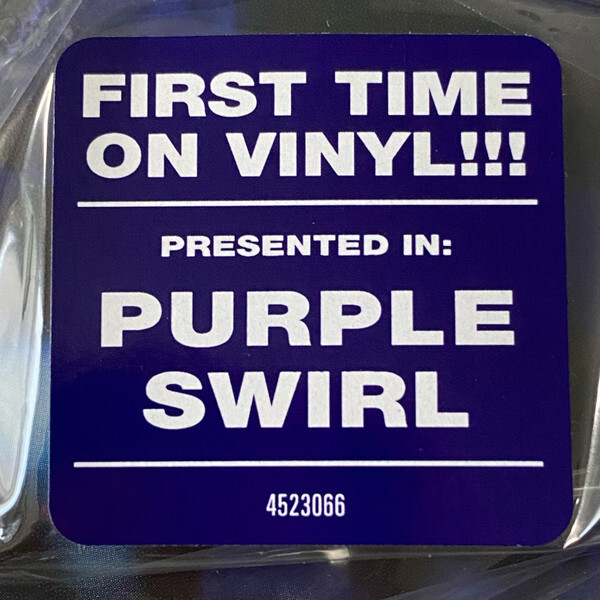 FIRST TIME
ON VINYL!!!
PRESENTED IN:
PURPLE
SWIRL
4523066